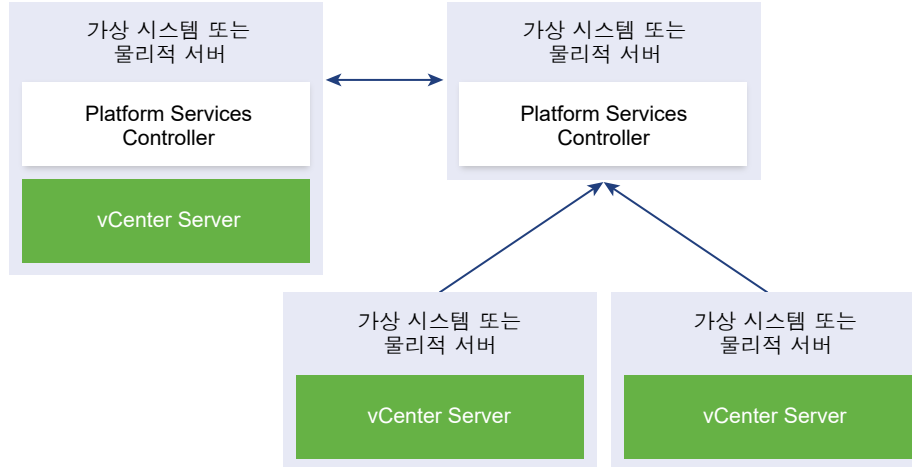 가상 시스템 또는
물리적 서버
Platform Services
Controller
vCenter Server
가상 시스템 또는
물리적 서버
Platform Services
Controller
가상 시스템 또는
물리적 서버
vCenter Server
가상 시스템 또는
물리적 서버
vCenter Server